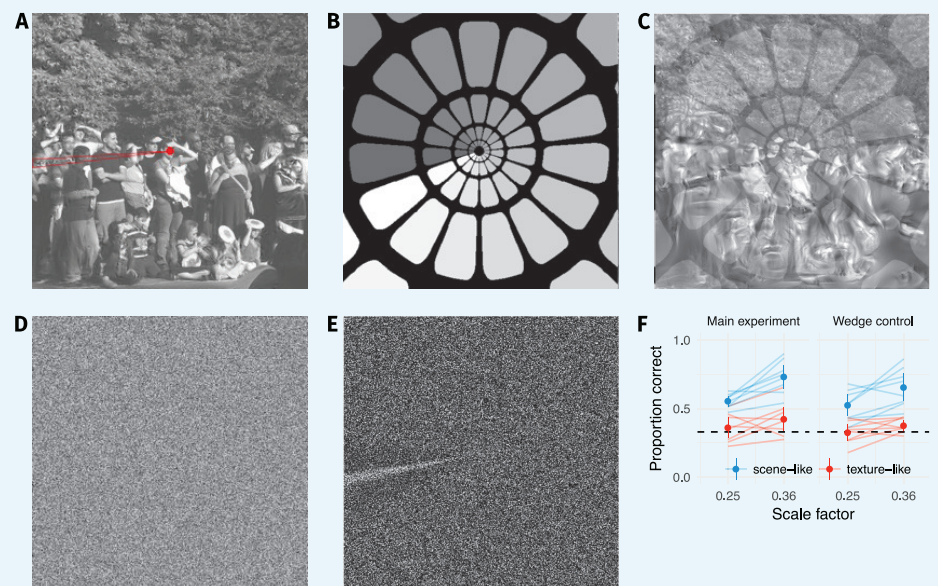 A
B
C
D
E
F
Main experiment
Wedge control
Proportion correct
1.0
0.5
0.0
scene-like
texture-like
0.25
0.36
0.25
0.36
Scale factor